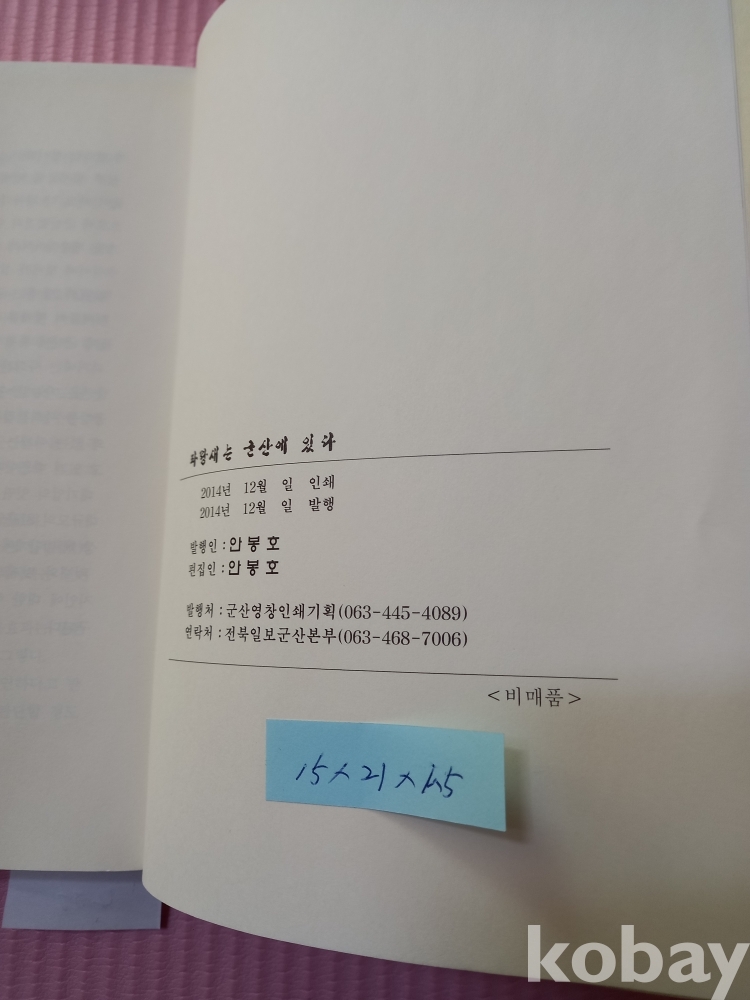 파랑새는 군산에 있다
2014년 12월 일 인쇄
2014년 12월 일 발행
발행인 : 안봉호
편집인 : 안봉호
발행처 : 군산영창인쇄기획(063-445-4089)
연락처 : 전북일보군산본부(063-468-7006)
<비매품>
15 x 21 x 1.5
kobay